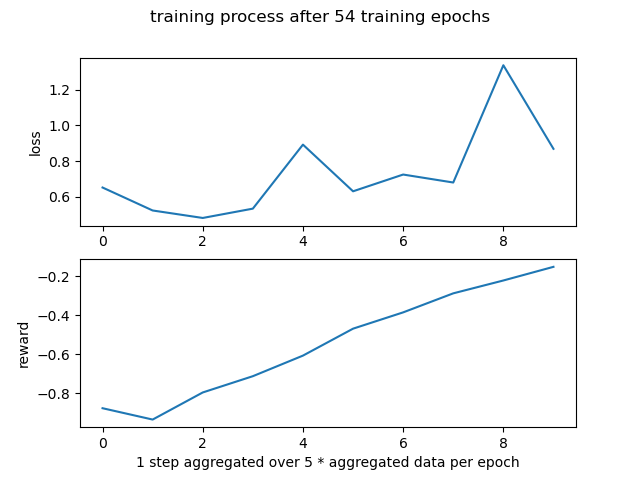 training process after 54 training epochs
1.2
1.0
0.8
0.6
loss
0 2 4 6 8
−0.2
−0.4
−0.6
−0.8
reward
0 2 4 6 8
1 step aggregated over 5 * aggregated data per epoch